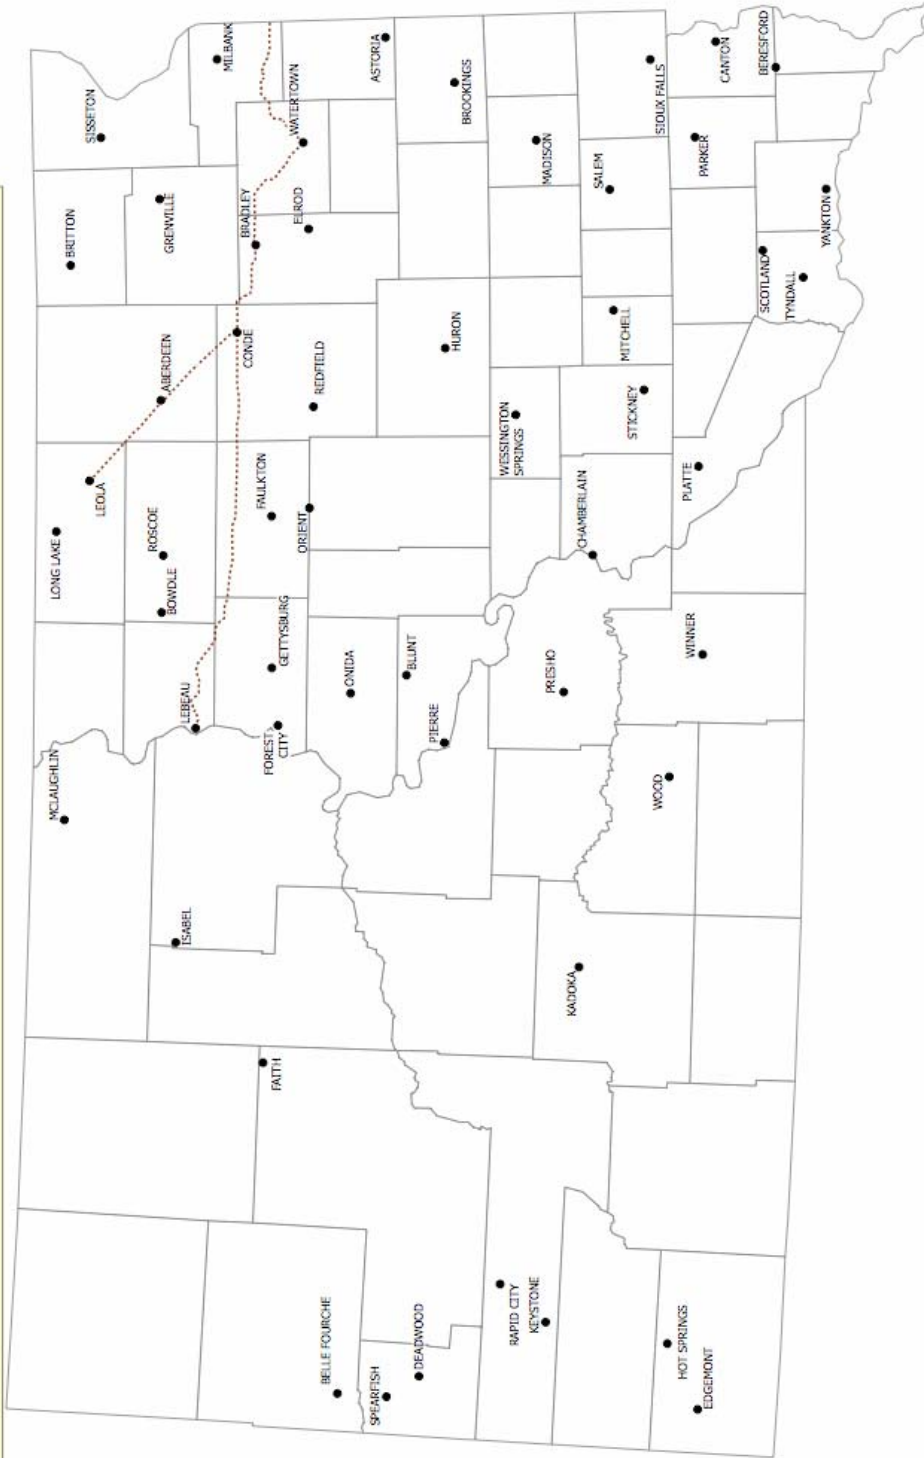 MILBANK
SISSETON
ASTORIA
WATERTOWN
BROOKINGS
BERESFORD
CANTON
SIOUX FALLS
PARKER
MADISON
SALEM
BRITTON
GRENVILLE
BRADLEY
ELROD
YANKTON
SCOTLAND
TYNDALL
ABERDEEN
CONDE
REDFIELD
HURON
MITCHELL
STICKNEY
WESSINGTON
SPRINGS
PLATTE
CHAMBERLAIN
LEOLA
LONG LAKE
ROSCOE
BOWDLE
FAULKTON
ORIENT
GETTYSBURG
LEBEAU
FOREST
CITY
ONIDA
BLUNT
PIERRE
PRESHO
WINNER
WOOD
MCLAUGHLIN
ISABEL
KADOKA
FAITH
BELLE FOURCHE
SPEARFISH
DEADWOOD
RAPID CITY
KEYSTONE
HOT SPRINGS
EDGEMONT